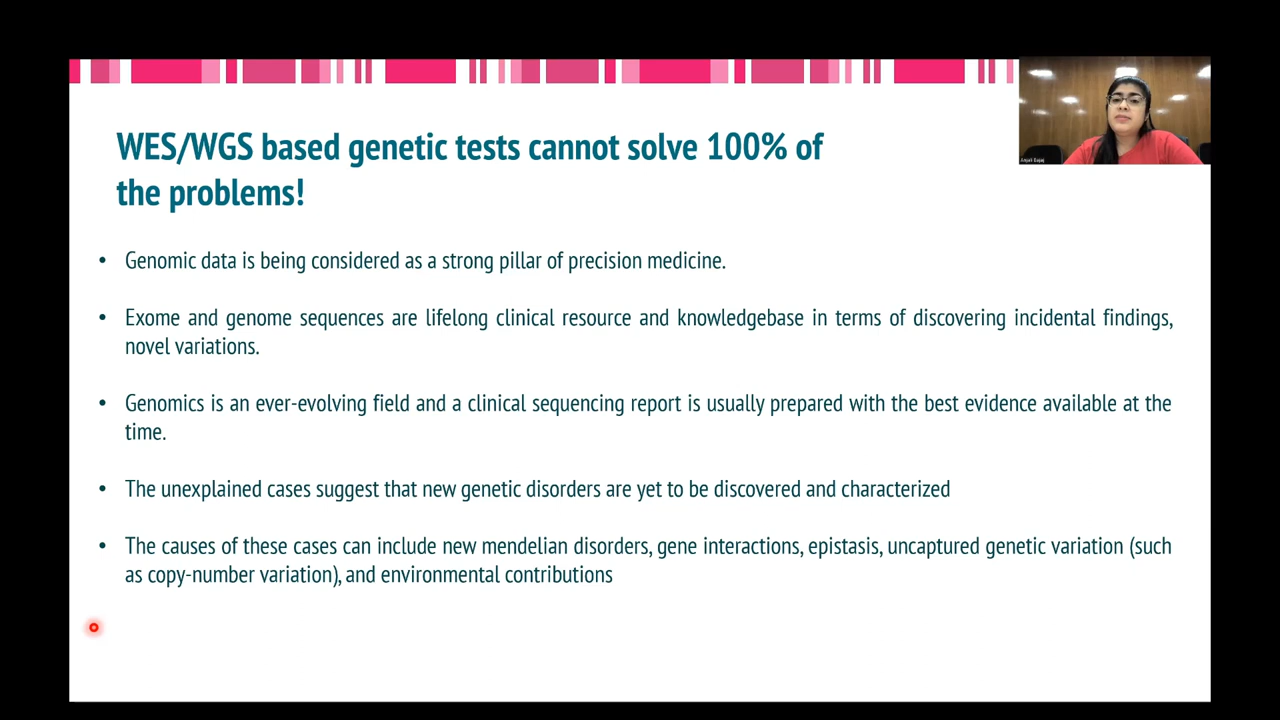 WES/WGS based genetic tests cannot solve 100% of
the problems!
Anjali Bajaj
• Genomic data is being considered as a strong pillar of precision medicine.
• Exome and genome sequences are lifelong clinical resource and knowledgebase in terms of discovering incidental findings,
novel variations.
• Genomics is an ever-evolving field and a clinical sequencing report is usually prepared with the best evidence available at the
time.
• The unexplained cases suggest that new genetic disorders are yet to be discovered and characterized
• The causes of these cases can include new mendelian disorders, gene interactions, epistasis, uncaptured genetic variation (such
as copy-number variation), and environmental contributions